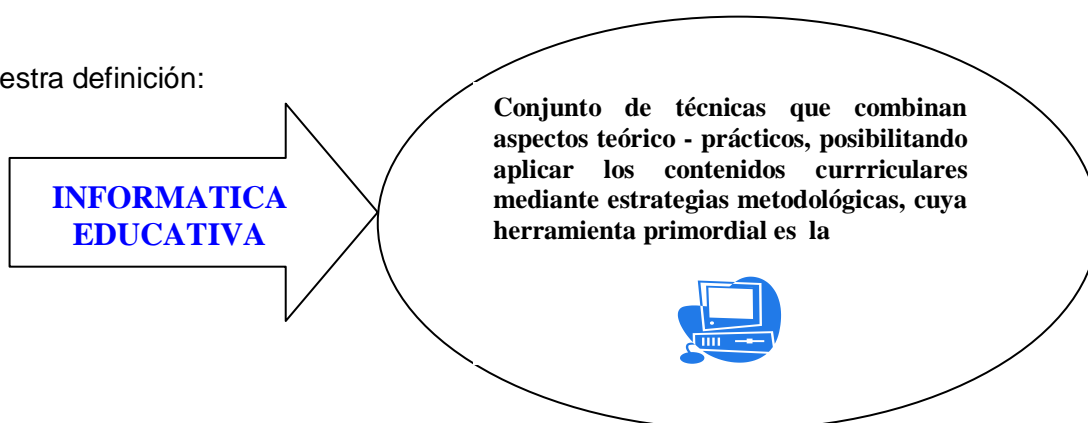 estra definición:
Conjunto de técnicas que combinan
aspectos teórico - prácticos, posibilitando
aplicar los contenidos currriculares
mediante estrategias metodológicas, cuya
herramienta primordial es la
INFORMATICA
EDUCATIVA